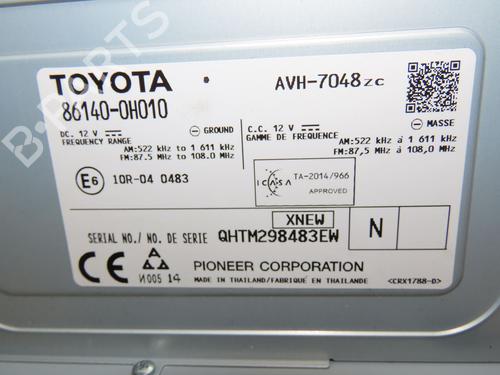 TOYOTA
AVH-7048zc
86140-0H010
DC. 12 V
⊖ GROUND
C.C. 12 V
⊖ MASSE
FREQUENCY RANGE
GAMME DE FREQUENCE
AM:522 kHz to 1 611 kHz
FM:87.5 MHz to 108.0 MHz
AM:522 kHz à 1 611 kHz
FM:87,5 MHz à 108,0 MHz
E6
10R-04 0483
ICASA
TA-2014/966
APPROVED
XNEW
N
SERIAL NO./ NO. DE SERIE QHTM298483EW
CE
И005 14
PIONEER CORPORATION
MADE IN THAILAND/FABRIQUÉ EN THAILANDE
<CRX1788-D>
B-PARTS